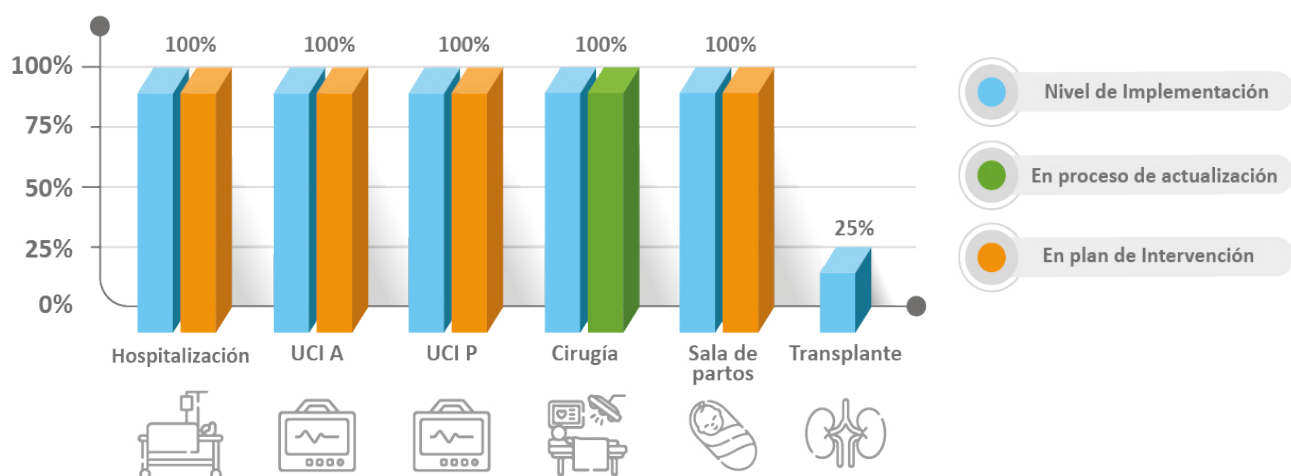 100% 100% 100% 100% 100%
100%
75%
50%
25%
0%
25%
Hospitalización UCI A UCI P Cirugía Sala de Transplante
partos
Nivel de Implementación
En proceso de actualización
En plan de Intervención